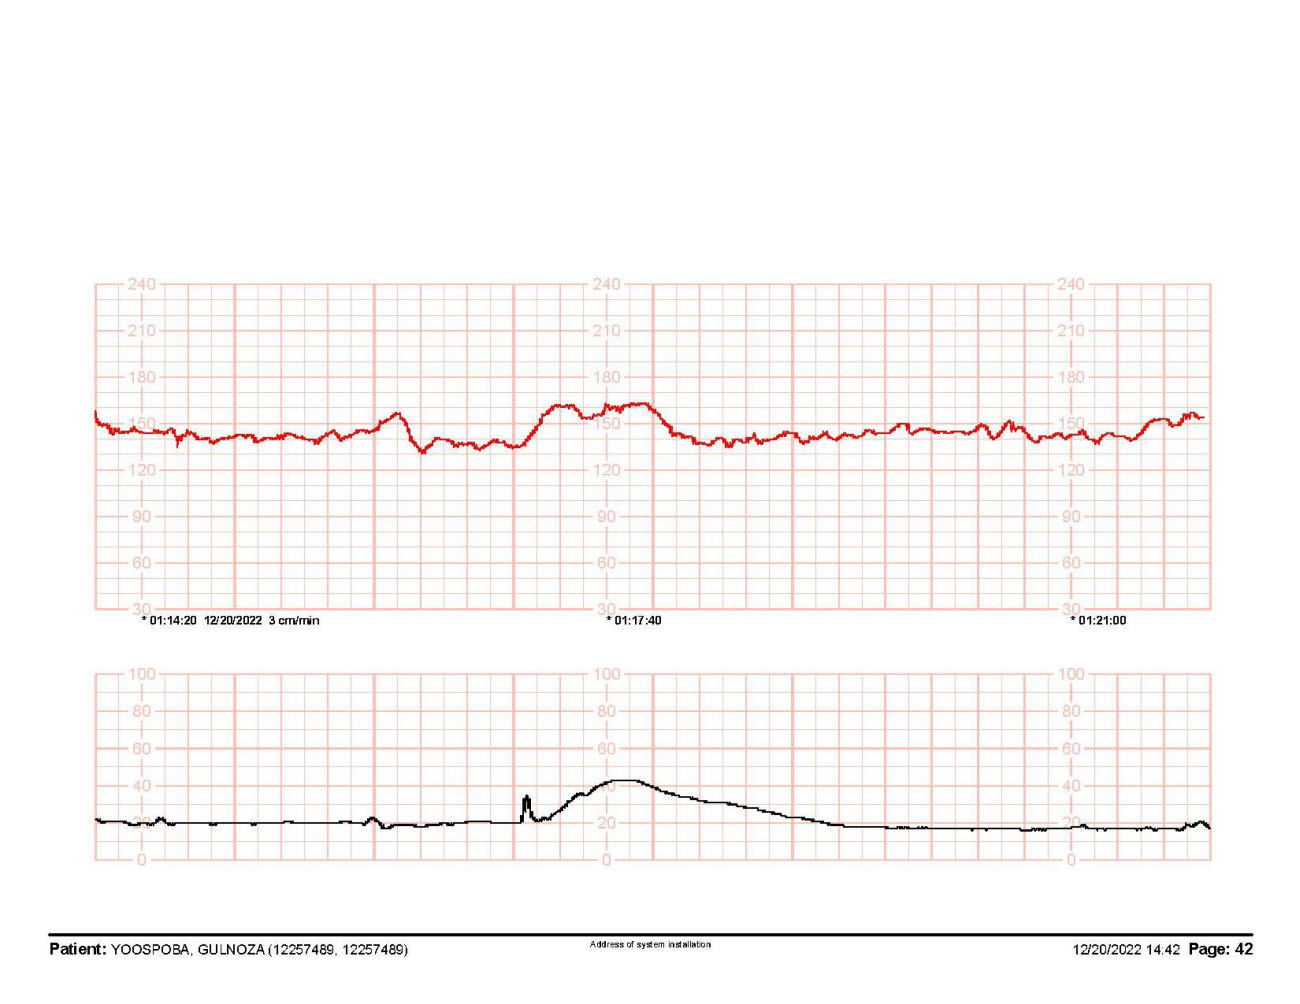 240 240 240
210 210 210
180 180 180
150 150 150
120 120 120
90 90 90
60 60 60
30 30 30
* 01:14:20 12/20/2022 3 cm/min * 01:17:40 * 01:21:00
100 100 100
80 80 80
60 60 60
40 40 40
20 20 20
0 0 0
Patient: YOOSPOBA, GULNOZA (12257489, 12257489) Address of system installation 12/20/2022 14:42 Page: 42